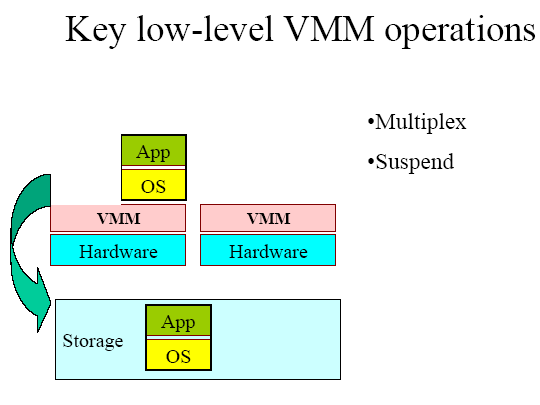 Key low-level VMM operations
•Multiplex
•Suspend
App
OS
VMM
VMM
Hardware
Hardware
App
Storage
OS